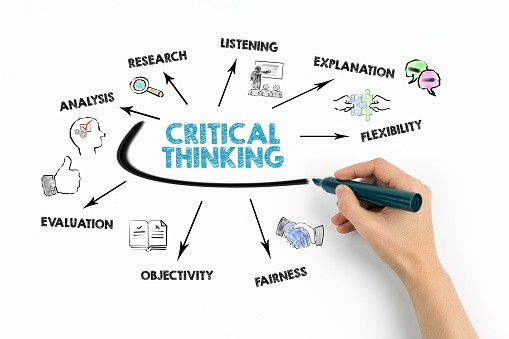 LISTENING
RESEARCH
EXPLANATION
ANALYSIS
CRITICAL
THINKING
FLEXIBILITY
EVALUATION
OBJECTIVITY
FAIRNESS